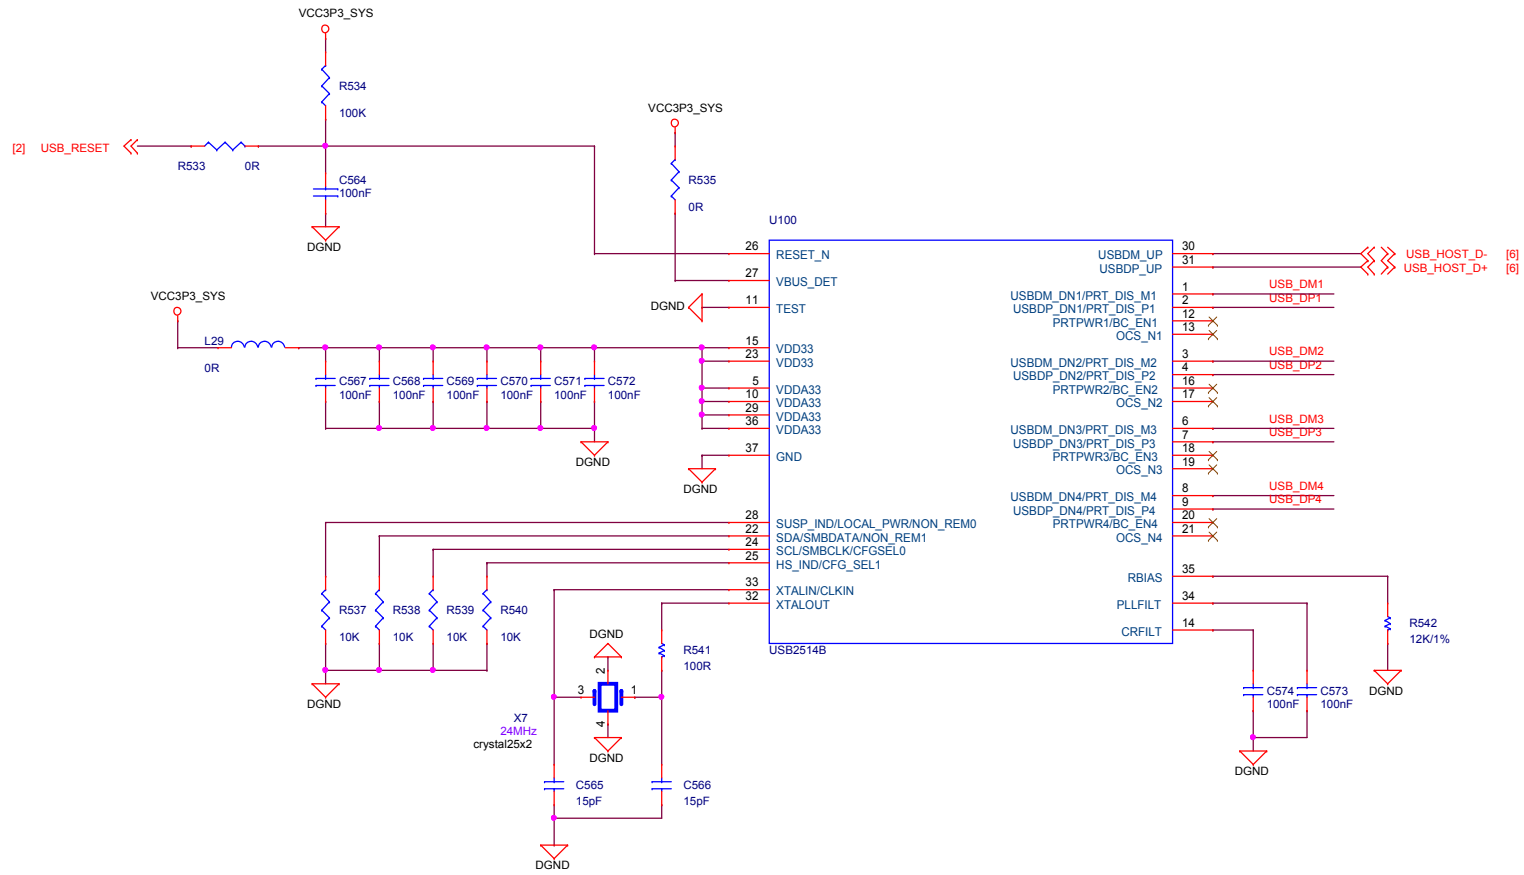 VCC3P3_SYS
R534
100K
[2] USB_RESET
R533 0R
C564
100nF
DGND
VCC3P3_SYS
R535
0R
U100
26 RESET_N
27 VBUS_DET
DGND 11 TEST
VCC3P3_SYS
L29
0R
15 VDD33
23 VDD33
5 VDDA33
10 VDDA33
29 VDDA33
36 VDDA33
37 GND
C567 C568 C569 C570 C571 C572
100nF 100nF 100nF 100nF 100nF 100nF
DGND
DGND
28 SUSP_IND/LOCAL_PWR/NON_REM0
22 SDA/SMBDATA/NON_REM1
24 SCL/SMBCLK/CFGSEL0
25 HS_IND/CFG_SEL1
33 XTALIN/CLKIN
32 XTALOUT
USB2514B
R537 R538 R539 R540
10K 10K 10K 10K
DGND
DGND
R541
100R
2
3 1
4
X7
24MHz
crystal25x2
DGND
C565 C566
15pF 15pF
DGND
USBDM_UP 30 USB_HOST_D- [6]
USBDP_UP 31 USB_HOST_D+ [6]
USBDM_DN1/PRT_DIS_M1 1 USB_DM1
USBDP_DN1/PRT_DIS_P1 2 USB_DP1
PRTPWR1/BC_EN1 12
OCS_N1 13
USBDM_DN2/PRT_DIS_M2 3 USB_DM2
USBDP_DN2/PRT_DIS_P2 4 USB_DP2
PRTPWR2/BC_EN2 16
OCS_N2 17
USBDM_DN3/PRT_DIS_M3 6 USB_DM3
USBDP_DN3/PRT_DIS_P3 7 USB_DP3
PRTPWR3/BC_EN3 18
OCS_N3 19
USBDM_DN4/PRT_DIS_M4 8 USB_DM4
USBDP_DN4/PRT_DIS_P4 9 USB_DP4
PRTPWR4/BC_EN4 20
OCS_N4 21
RBIAS 35
PLLFILT 34
CRFILT 14
R542
12K/1%
DGND
C574 C573
100nF 100nF
DGND